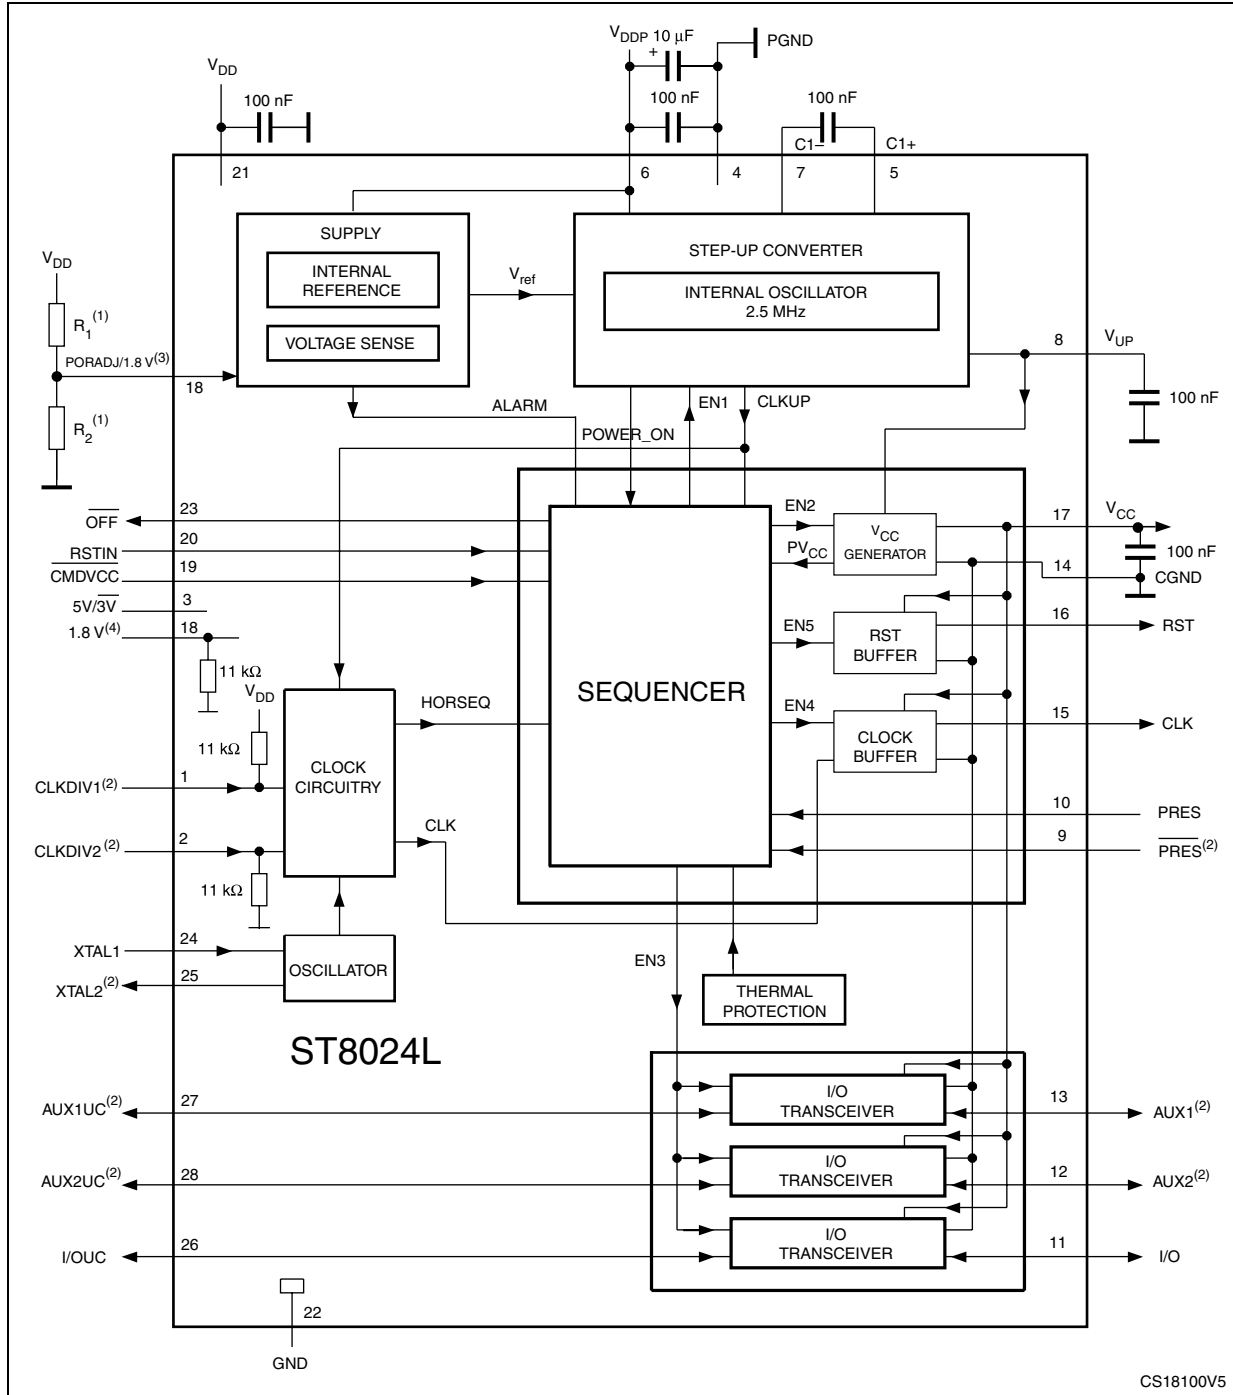 V_DDP 10 µF
+
PGND
V_DD
100 nF
100 nF
100 nF
C1–
C1+
21
6
4
7
5
SUPPLY
INTERNAL
REFERENCE
VOLTAGE SENSE
V_ref
STEP-UP CONVERTER
INTERNAL OSCILLATOR
2.5 MHz
V_DD
R_1^(1)
PORADJ/1.8 V^(3)
18
R_2^(1)
8
V_UP
100 nF
ALARM
EN1
CLKUP
POWER_ON
23
O̅F̅F̅
20
RSTIN
19
C̅M̅D̅V̅C̅C̅
3
5V/3̅V̅
18
1.8 V^(4)
11 kΩ
V_DD
11 kΩ
CLKDIV1^(2)
1
CLKDIV2^(2)
2
11 kΩ
CLOCK
CIRCUITRY
HORSEQ
CLK
SEQUENCER
EN2
PV_CC
V_CC
GENERATOR
17
V_CC
100 nF
14
CGND
EN5
RST
BUFFER
16
RST
EN4
CLOCK
BUFFER
15
CLK
10
PRES
9
P̅R̅E̅S̅^(2)
XTAL1
24
XTAL2^(2)
25
OSCILLATOR
EN3
THERMAL
PROTECTION
ST8024L
AUX1UC^(2)
27
I/O
TRANSCEIVER
13
AUX1^(2)
AUX2UC^(2)
28
I/O
TRANSCEIVER
12
AUX2^(2)
I/OUC
26
I/O
TRANSCEIVER
11
I/O
22
GND
CS18100V5